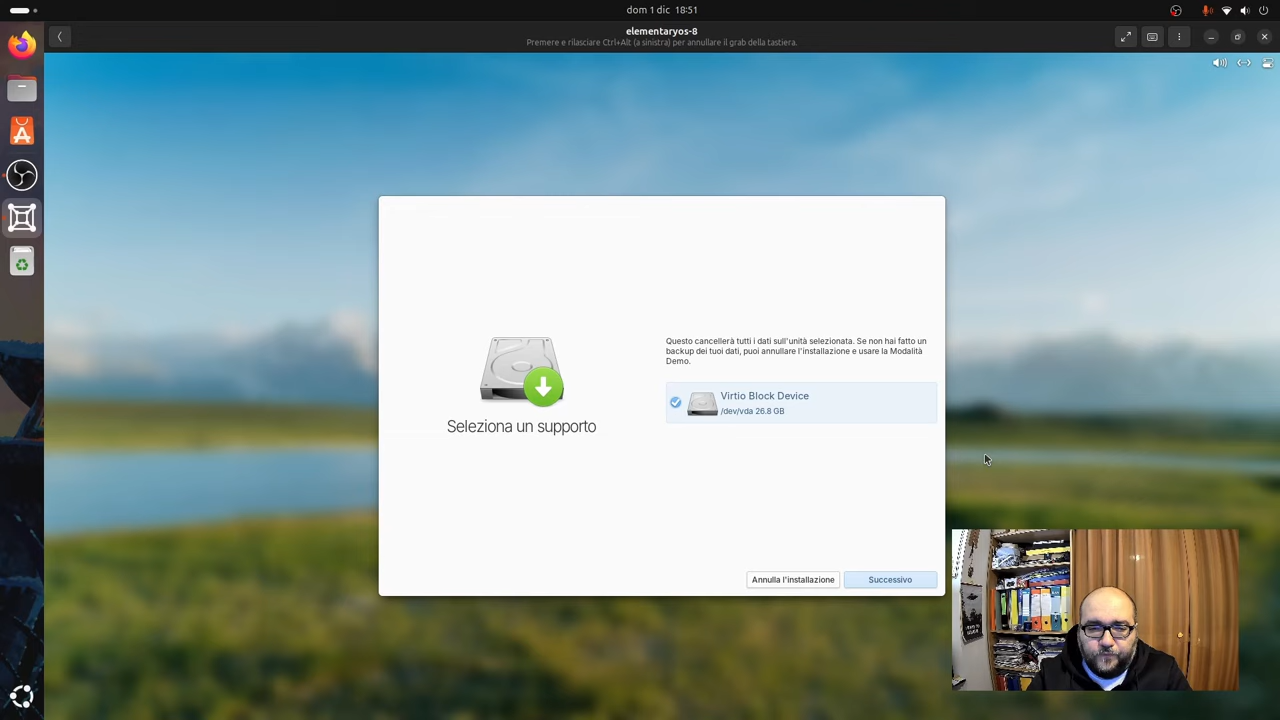 dom 1 dic 18:51
elementaryos-8
Premere e rilasciare Ctrl+Alt (a sinistra) per annullare il grab della tastiera.
Questo cancellerà tutti i dati sull'unità selezionata. Se non hai fatto un
backup dei tuoi dati, puoi annullare l'installazione e usare la Modalità
Demo.
Virtio Block Device
/dev/vda 26.8 GB
Seleziona un supporto
Annulla l'installazione
Successivo